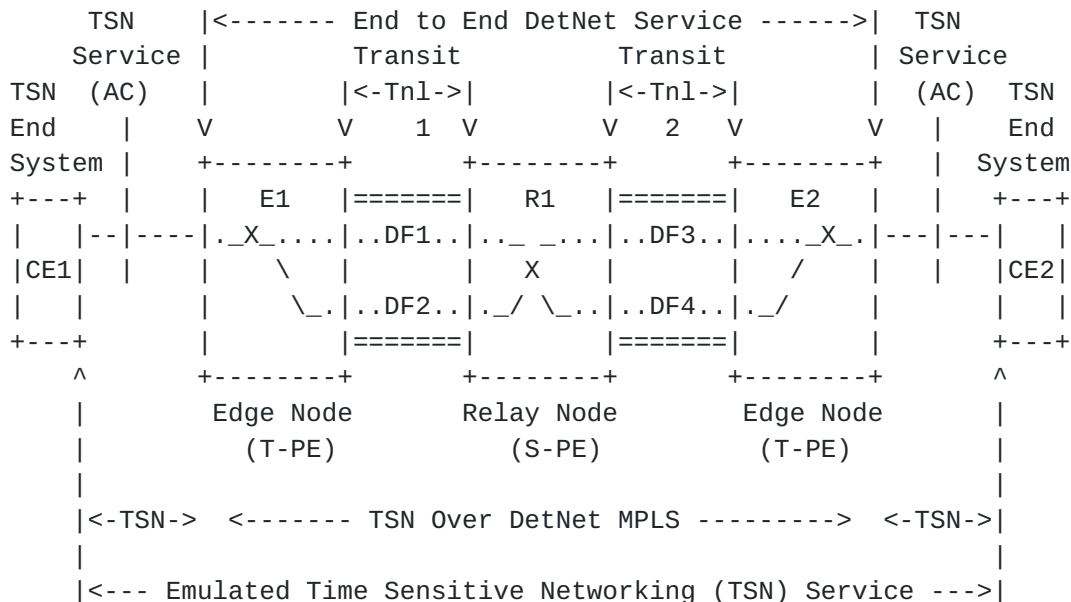 TSN    |<------- End to End DetNet Service ------>|  TSN
     Service |         Transit          Transit         | Service
TSN  (AC)    |        |<-Tnl->|        |<-Tnl->|        |  (AC)  TSN
End    |     V        V   1   V        V   2   V        V   |    End
System |     +--------+       +--------+       +--------+   |  System
+---+  |     |   E1   |=======|   R1   |=======|   E2   |   |   +---+
|   |--|-----|._X_....|..DF1..|.._ _...|..DF3..|...._X_.|---|---|   |
|CE1|  |     |    \   |       |   X    |       |   /    |   |   |CE2|
|   |        |     \_.|..DF2..|._/ \_..|..DF4..|._/     |       |   |
+---+        |        |=======|        |=======|        |       +---+
    ^        +--------+       +--------+       +--------+       ^
    |        Edge Node        Relay Node        Edge Node       |
    |          (T-PE)           (S-PE)          (T-PE)          |
    |                                                           |
    |<-TSN->  <------- TSN Over DetNet MPLS --------->  <-TSN->|
    |                                                           |
    |<--- Emulated Time Sensitive Networking (TSN) Service --->|